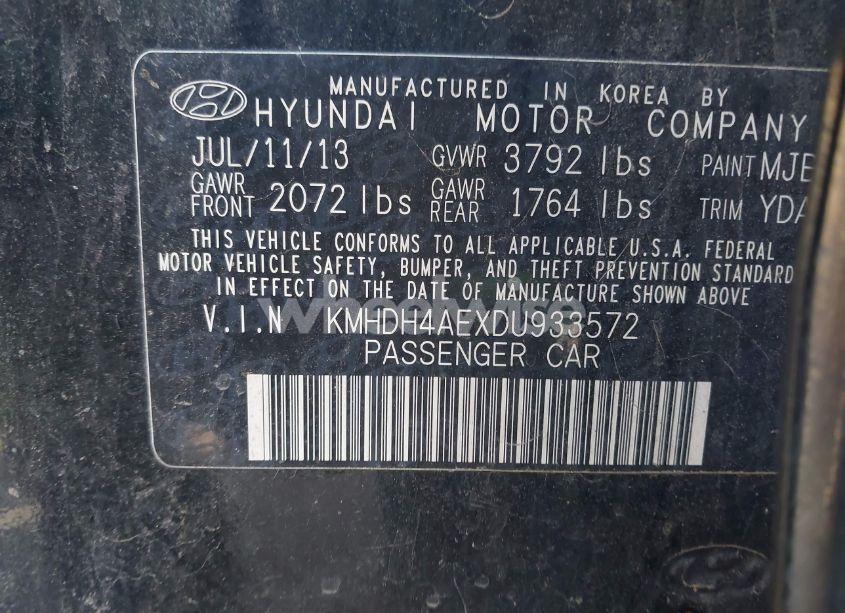 MANUFACTURED IN KOREA BY
HYUNDAI MOTOR COMPANY
JUL/11/13 GVWR 3792 lbs PAINT MJB
GAWR FRONT 2072 lbs GAWR REAR 1764 lbs TRIM YDA
THIS VEHICLE CONFORMS TO ALL APPLICABLE U.S.A. FEDERAL
MOTOR VEHICLE SAFETY, BUMPER, AND THEFT PREVENTION STANDARD
IN EFFECT ON THE DATE OF MANUFACTURE SHOWN ABOVE
V.I.N KMHDH4AEXDU933572
PASSENGER CAR